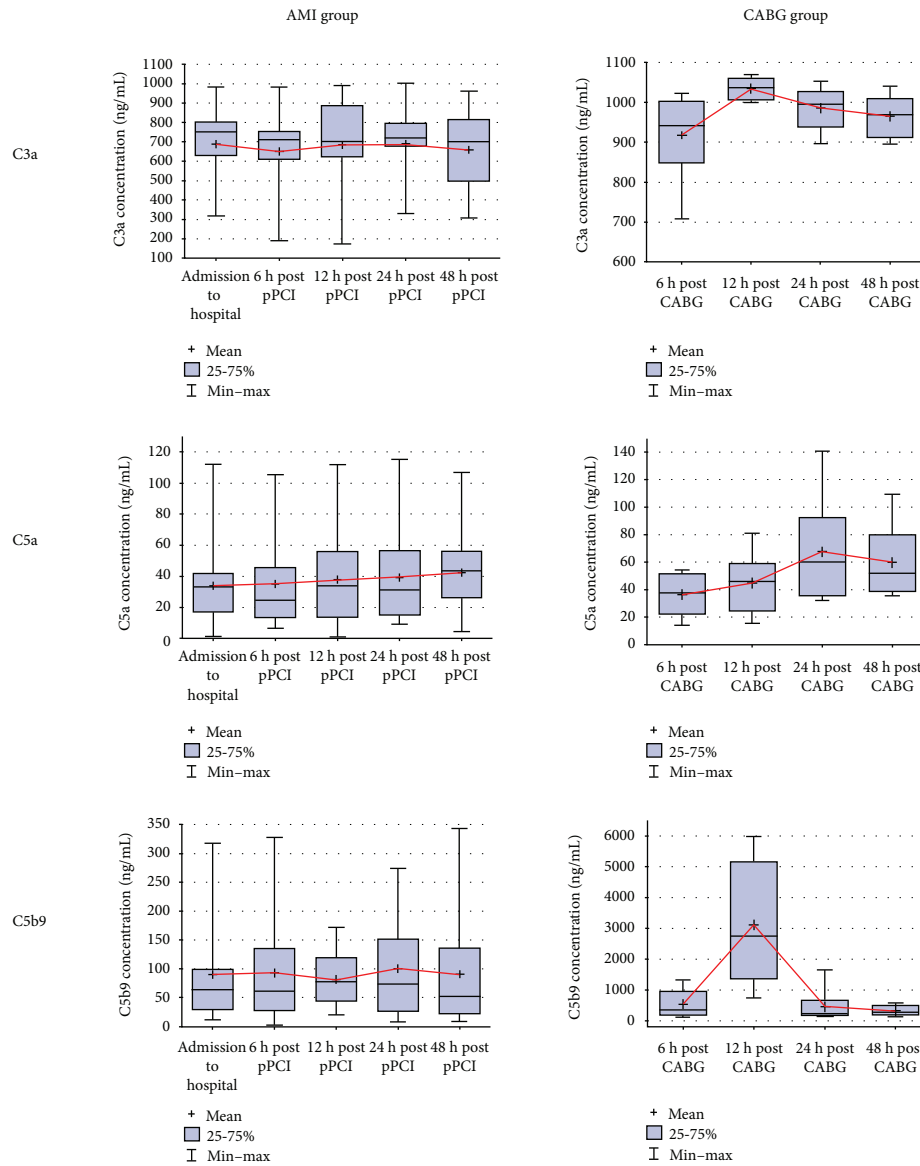 AMI group
CABG group
C3a
C3a concentration (ng/mL)
1100
1000
900
800
700
600
500
400
300
200
100
Admission to hospital
6 h post pPCI
12 h post pPCI
24 h post pPCI
48 h post pPCI
+ Mean
25-75%
Min–max
C3a concentration (ng/mL)
1100
1000
900
800
700
600
6 h post CABG
12 h post CABG
24 h post CABG
48 h post CABG
+ Mean
25-75%
Min–max
C5a
C5a concentration (ng/mL)
120
100
80
60
40
20
0
Admission to hospital
6 h post pPCI
12 h post pPCI
24 h post pPCI
48 h post pPCI
+ Mean
25-75%
Min–max
C5a concentration (ng/mL)
140
120
100
80
60
40
20
0
6 h post CABG
12 h post CABG
24 h post CABG
48 h post CABG
+ Mean
25-75%
Min–max
C5b9
C5b9 concentration (ng/mL)
350
300
250
200
150
100
50
0
Admission to hospital
6 h post pPCI
12 h post pPCI
24 h post pPCI
48 h post pPCI
+ Mean
25-75%
Min–max
C5b9 concentration (ng/mL)
6000
5000
4000
3000
2000
1000
500
0
6 h post CABG
12 h post CABG
24 h post CABG
48 h post CABG
+ Mean
25-75%
Min–max